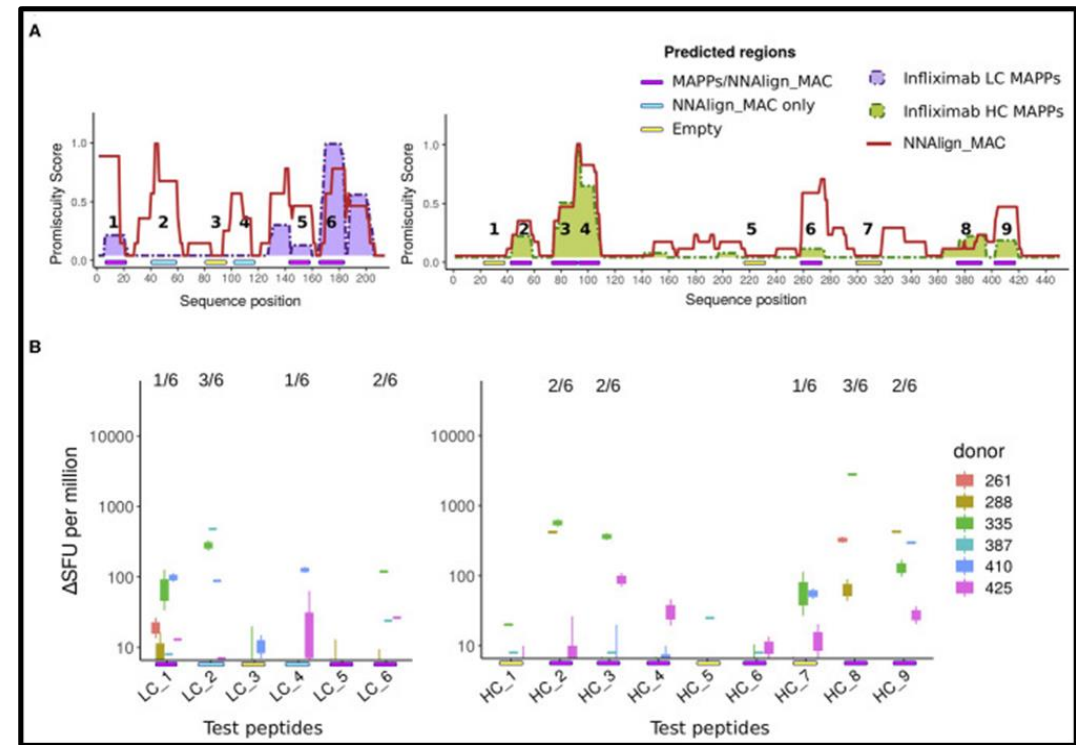 A
Predicted regions
MAPPs/NNAlign_MAC
NNAlign_MAC only
Empty
Infliximab LC MAPPs
Infliximab HC MAPPs
NNAlign_MAC
Promiscuity Score
1.0
0.5
0.0
1 2 3 4 5 6
0 20 40 60 80 100 120 140 160 180 200
Sequence position
Promiscuity Score
1.0
0.5
0.0
1 2 3 4 5 6 7 8 9
0 20 40 60 80 100 120 140 160 180 200 220 240 260 280 300 320 340 360 380 400 420 440
Sequence position
B
1/6 3/6 1/6 2/6
ΔSFU per million
10000
1000
100
10
LC_1 LC_2 LC_3 LC_4 LC_5 LC_6
Test peptides
2/6 2/6 1/6 3/6 2/6
10000
1000
100
10
HC_1 HC_2 HC_3 HC_4 HC_5 HC_6 HC_7 HC_8 HC_9
Test peptides
donor
261
288
335
387
410
425